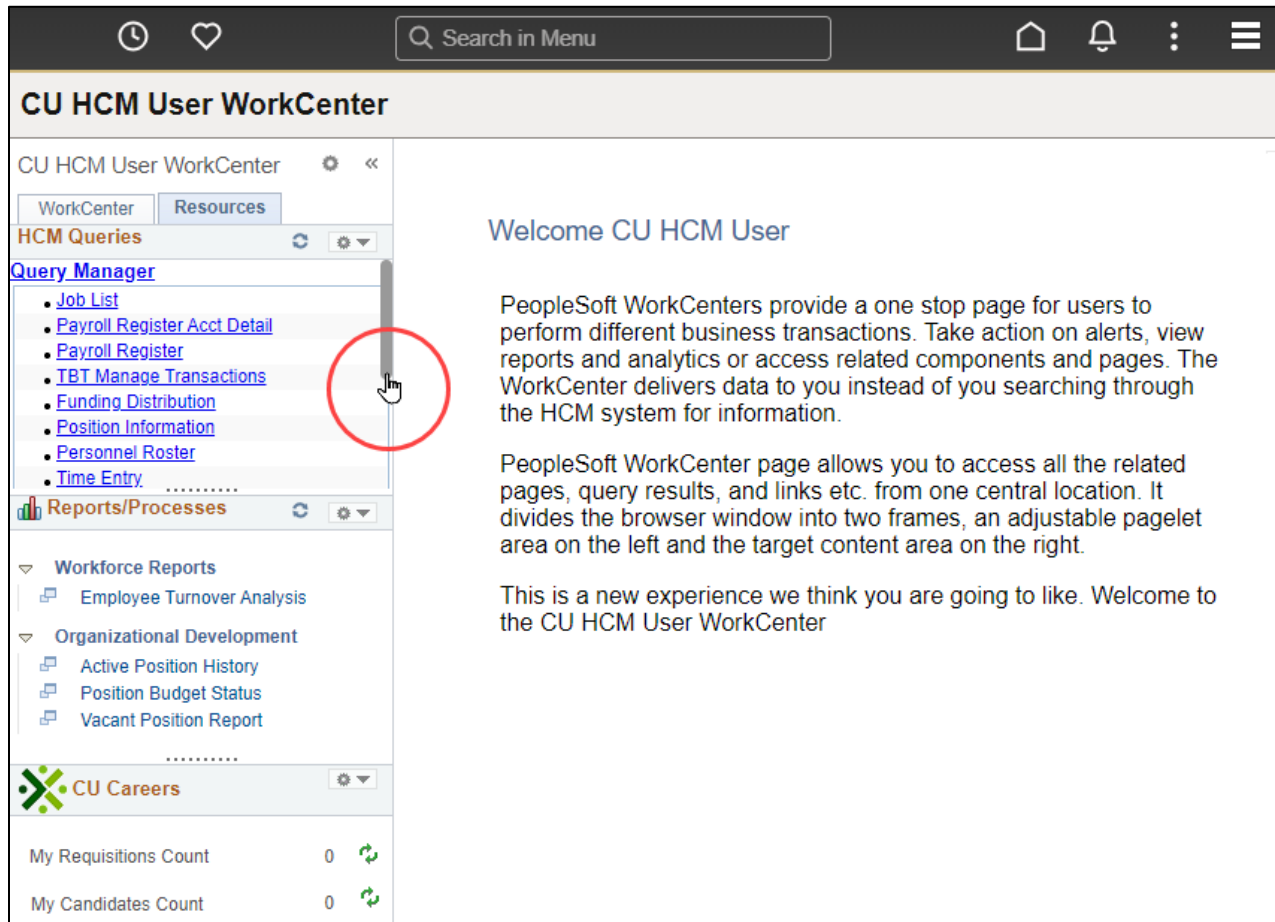 Search in Menu
CU HCM User WorkCenter
CU HCM User WorkCenter
WorkCenter
Resources
HCM Queries
Query Manager
Job List
Payroll Register Acct Detail
Payroll Register
TBT Manage Transactions
Funding Distribution
Position Information
Personnel Roster
Time Entry
Reports/Processes
Workforce Reports
Employee Turnover Analysis
Organizational Development
Active Position History
Position Budget Status
Vacant Position Report
CU Careers
My Requisitions Count 0
My Candidates Count 0
Welcome CU HCM User
PeopleSoft WorkCenters provide a one stop page for users to
perform different business transactions. Take action on alerts, view
reports and analytics or access related components and pages. The
WorkCenter delivers data to you instead of you searching through
the HCM system for information.
PeopleSoft WorkCenter page allows you to access all the related
pages, query results, and links etc. from one central location. It
divides the browser window into two frames, an adjustable pagelet
area on the left and the target content area on the right.
This is a new experience we think you are going to like. Welcome to
the CU HCM User WorkCenter